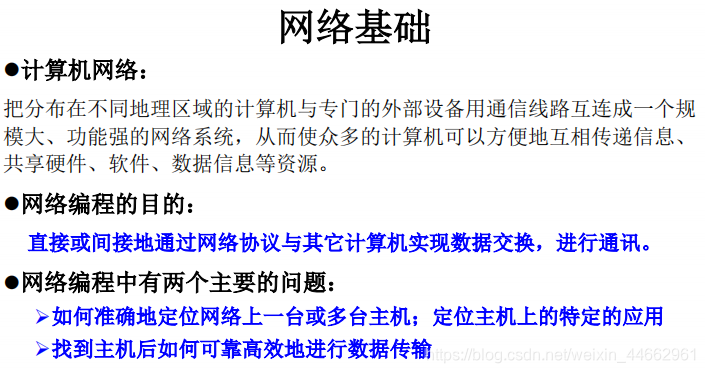 网络基础
●计算机网络：
把分布在不同地理区域的计算机与专门的外部设备用通信线路互连成一个规
模大、功能强的网络系统，从而使众多的计算机可以方便地互相传递信息、
共享硬件、软件、数据信息等资源。
●网络编程的目的：
直接或间接地通过网络协议与其它计算机实现数据交换，进行通讯。
●网络编程中有两个主要的问题：
➢如何准确地定位网络上一台或多台主机；定位主机上的特定的应用
➢找到主机后如何可靠高效地进行数据传输
https://blog.csdn.net/weixin_44662961